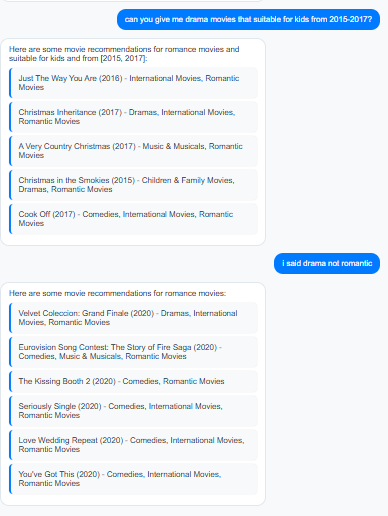 can you give me drama movies that suitable for kids from 2015-2017?
Here are some movie recommendations for romance movies and
suitable for kids and from [2015, 2017]:
Just The Way You Are (2016) - International Movies, Romantic
Movies
Christmas Inheritance (2017) - Dramas, International Movies,
Romantic Movies
A Very Country Christmas (2017) - Music & Musicals, Romantic
Movies
Christmas in the Smokies (2015) - Children & Family Movies,
Dramas, Romantic Movies
Cook Off (2017) - Comedies, International Movies, Romantic
Movies
i said drama not romantic
Here are some movie recommendations for romance movies:
Velvet Coleccion: Grand Finale (2020) - Dramas, International
Movies, Romantic Movies
Eurovision Song Contest: The Story of Fire Saga (2020) -
Comedies, Music & Musicals, Romantic Movies
The Kissing Booth 2 (2020) - Comedies, Romantic Movies
Seriously Single (2020) - Comedies, International Movies,
Romantic Movies
Love Wedding Repeat (2020) - Comedies, International Movies,
Romantic Movies
You've Got This (2020) - Comedies, International Movies,
Romantic Movies